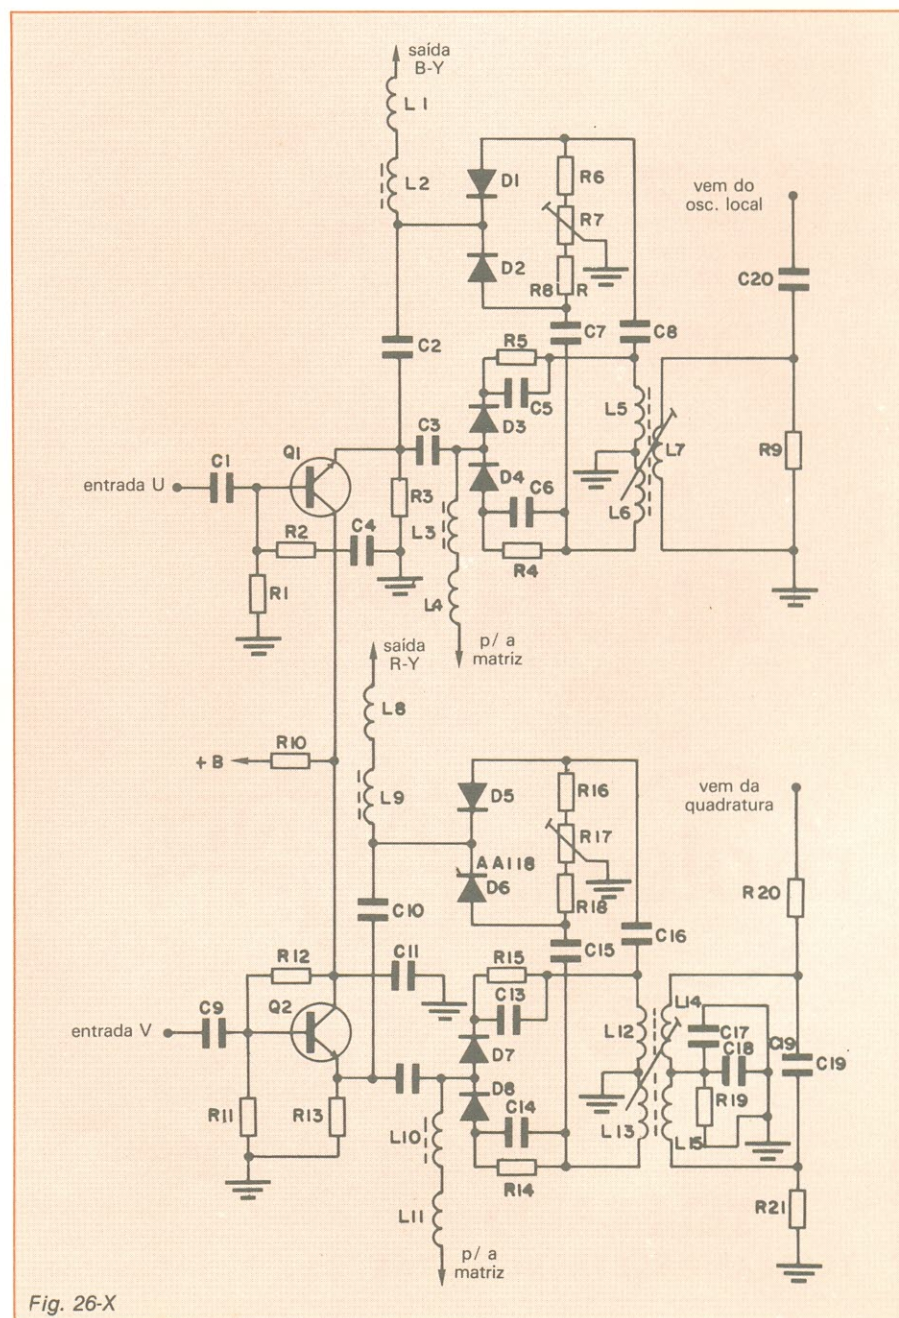 saída
B-Y
L 1
L2
D1
R6
vem do
osc. local
R7
D2
R8
R
C20
C2
C7
C8
R5
C5
L5
C3
D3
Q1
C1
L7
R9
entrada U
D4
R3
C6
L6
R2
C4
L3
R4
R1
L4
saída
R-Y
p/ a
matriz
L8
R10
+ B
L9
D5
R16
vem da
quadratura
R17
AA118
D6
R18
R20
C10
C15
C16
R12
C11
R15
Q2
C13
L14
C9
L12
C17
C19
entrada V
C18
C19
D7
D8
R19
R11
R13
C14
L10
L13
L15
R14
R21
L11
p/ a
matriz
Fig. 26-X